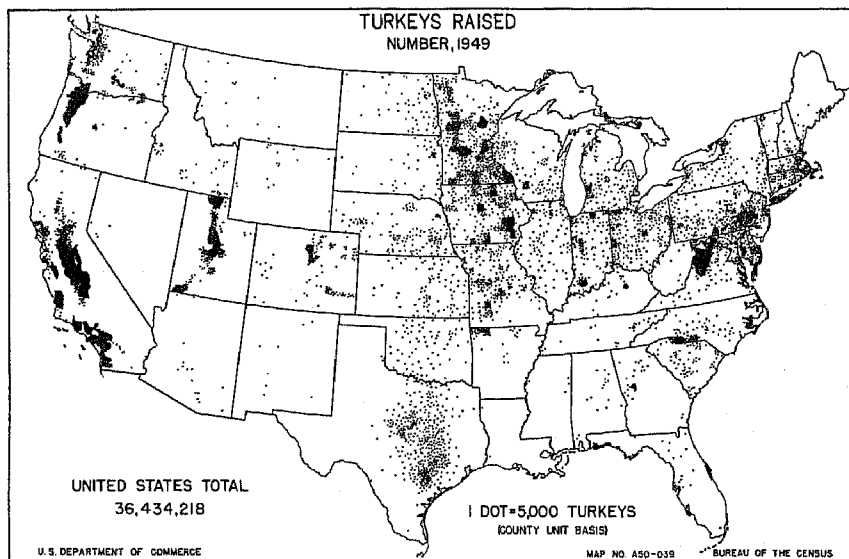 TURKEYS RAISED
NUMBER, 1949
UNITED STATES TOTAL
36,434,218
1 DOT=5,000 TURKEYS
(COUNTY UNIT BASIS)
U.S. DEPARTMENT OF COMMERCE
MAP NO. A50-039
BUREAU OF THE CENSUS